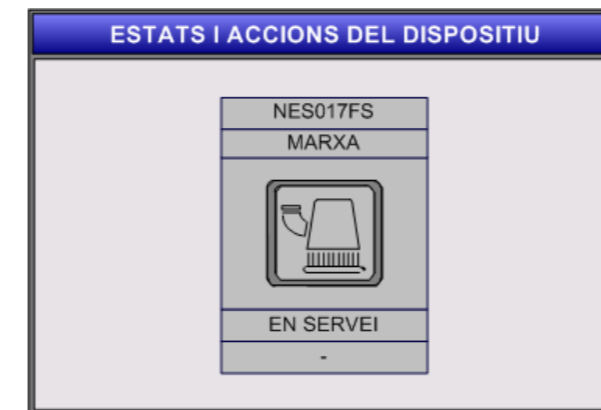 ESTATS I ACCIONS DEL DISPOSITIU
NES017FS
MARXA
EN SERVEI
-